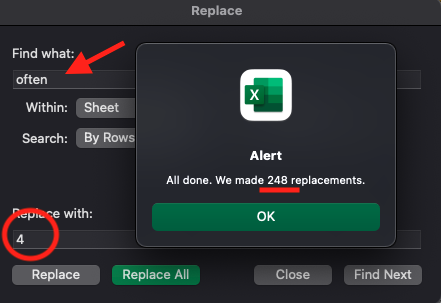 Replace
Find what:
often
Within: Sheet
Search: By Rows
X
Alert
All done. We made 248 replacements.
OK
Replace with:
4
Replace Replace All Close Find Next